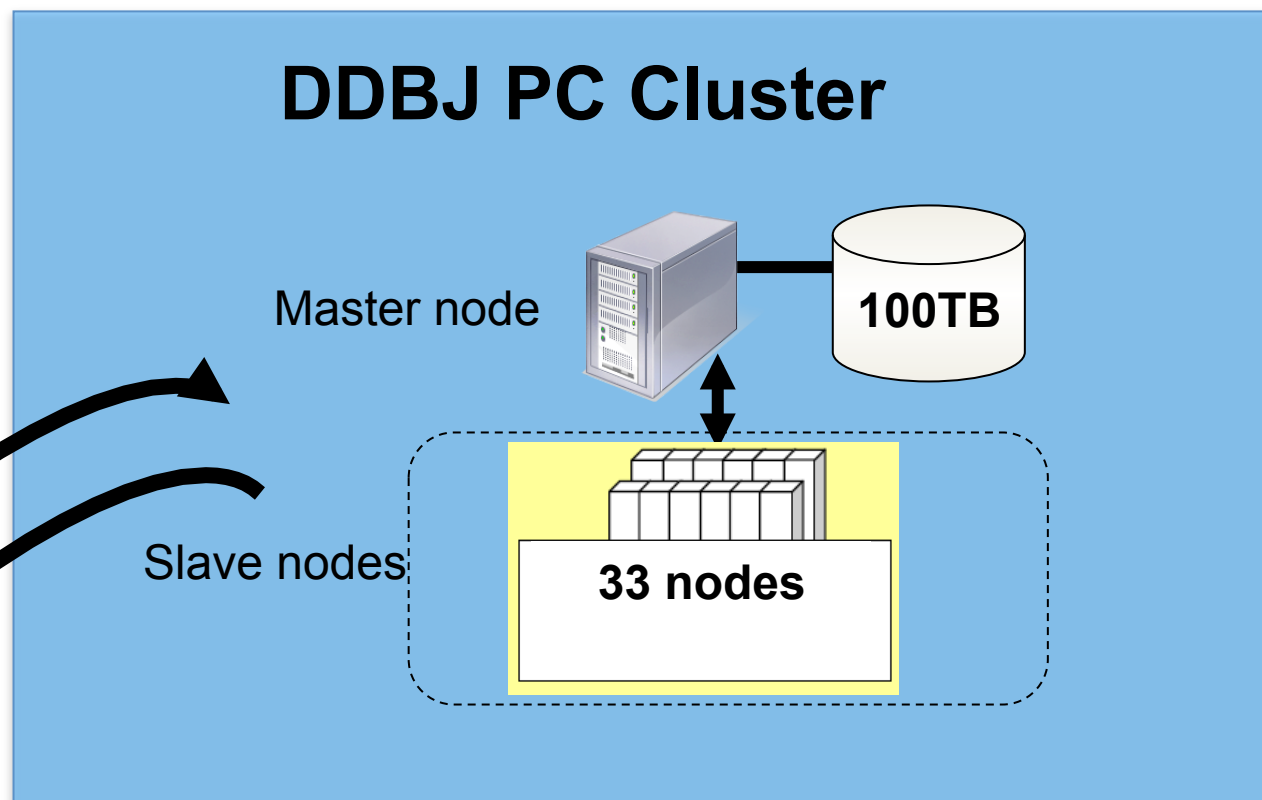 DDBJ PC Cluster
Master node
100TB
Slave nodes
33 nodes